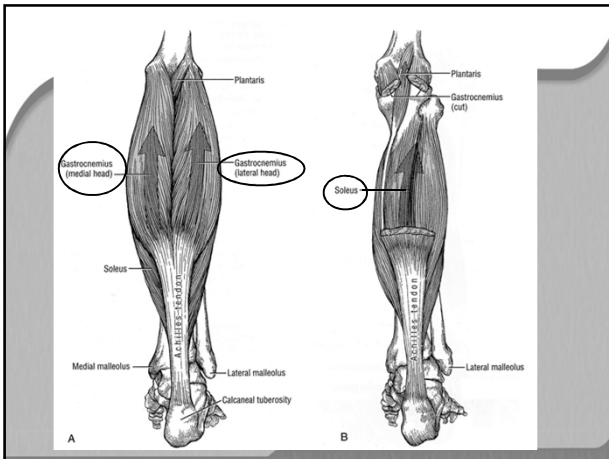 Plantaris
Gastrocnemius
(medial head)
Gastrocnemius
(lateral head)
Soleus
Achilles tendon
Medial malleolus
Lateral malleolus
Calcaneal tuberosity
A
Plantaris
Gastrocnemius
(cut)
Soleus
Achilles tendon
Lateral malleolus
B